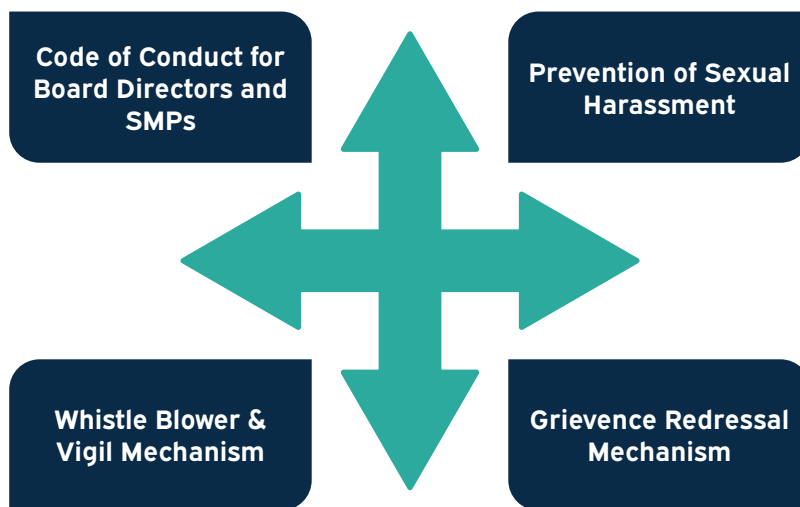 Code of Conduct for
Board Directors and
SMPs
Prevention of Sexual
Harassment
Whistle Blower &
Vigil Mechanism
Grievence Redressal
Mechanism